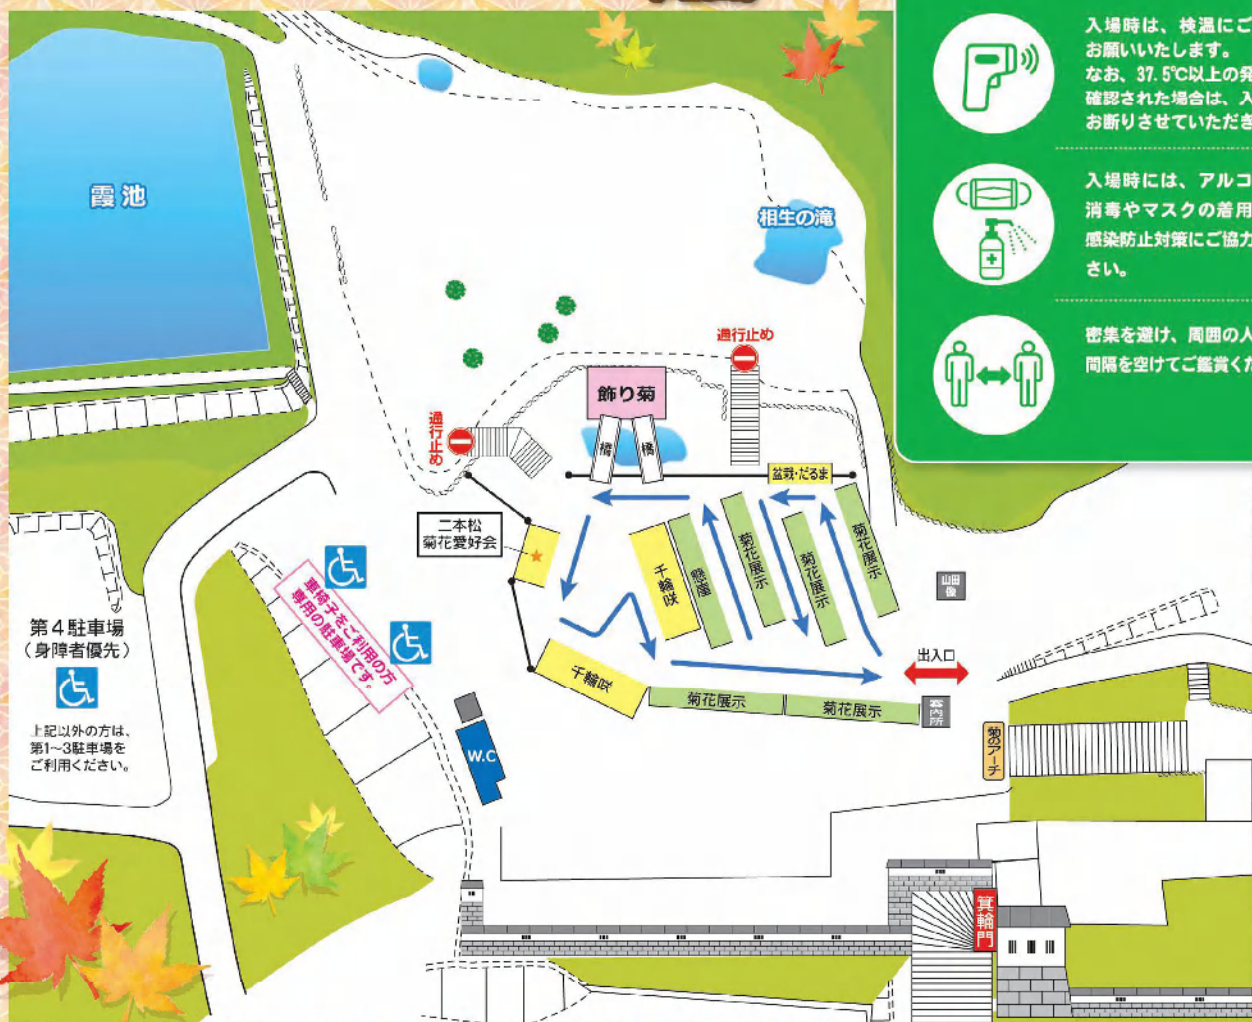 入場時は、検温にご
お願いいたします。
なお、37.5℃以上の発
確認された場合は、入
お断りさせていただき
入場時には、アルコ
消毒やマスクの着用
感染防止対策にご協力
さい。
密集を避け、周囲の人
間隔を空けてご鑑賞くだ
霞池
相生の滝
通行止め
飾り菊
通行止め
橋
橋
盆栽・だるま
二本松
菊花愛好会
千輪咲
懸崖
菊花展示
菊花展示
菊花展示
山田
像
車椅子をご利用の方
専用の駐車場です。
第4駐車場
（身障者優先）
上記以外の方は、
第1~3駐車場を
ご利用ください。
出入口
千輪咲
菊花展示
菊花展示
案内所
W.C
菊のアーチ
箕輪門